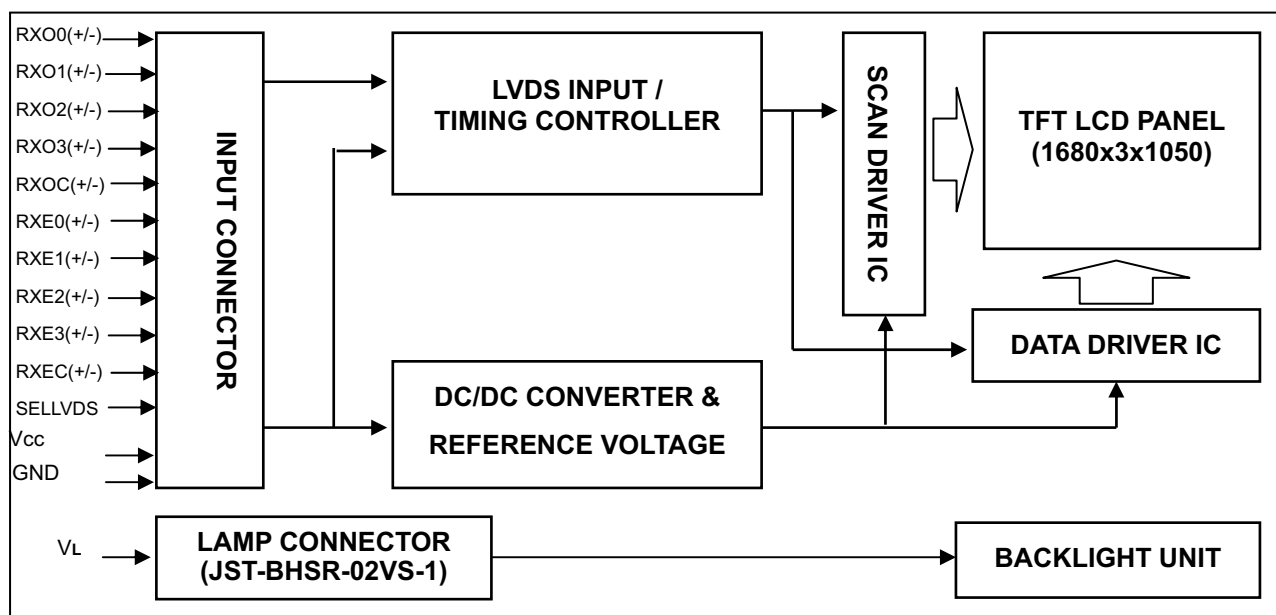 RXO0(+/-)
RXO1(+/-)
RXO2(+/-)
RXO3(+/-)
RXOC(+/-)
RXE0(+/-)
RXE1(+/-)
RXE2(+/-)
RXE3(+/-)
RXEC(+/-)
SELLVDS
Vcc
GND
INPUT CONNECTOR
LVDS INPUT /
TIMING CONTROLLER
DC/DC CONVERTER &
REFERENCE VOLTAGE
SCAN DRIVER IC
TFT LCD PANEL
(1680x3x1050)
DATA DRIVER IC
VL
LAMP CONNECTOR
(JST-BHSR-02VS-1)
BACKLIGHT UNIT